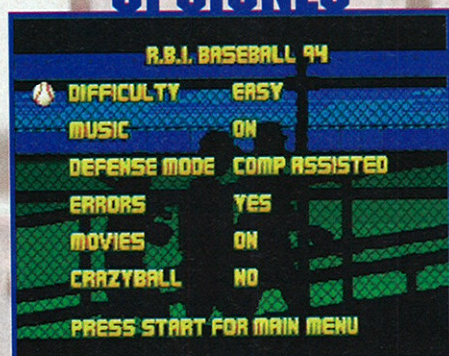 OPCIONES
R.B.I. BASEBALL 94
DIFFICULTY EASY
MUSIC ON
DEFENSE MODE COMP ASSISTED
ERRORS YES
MOVIES ON
CRAZYBALL NO
PRESS START FOR MAIN MENU